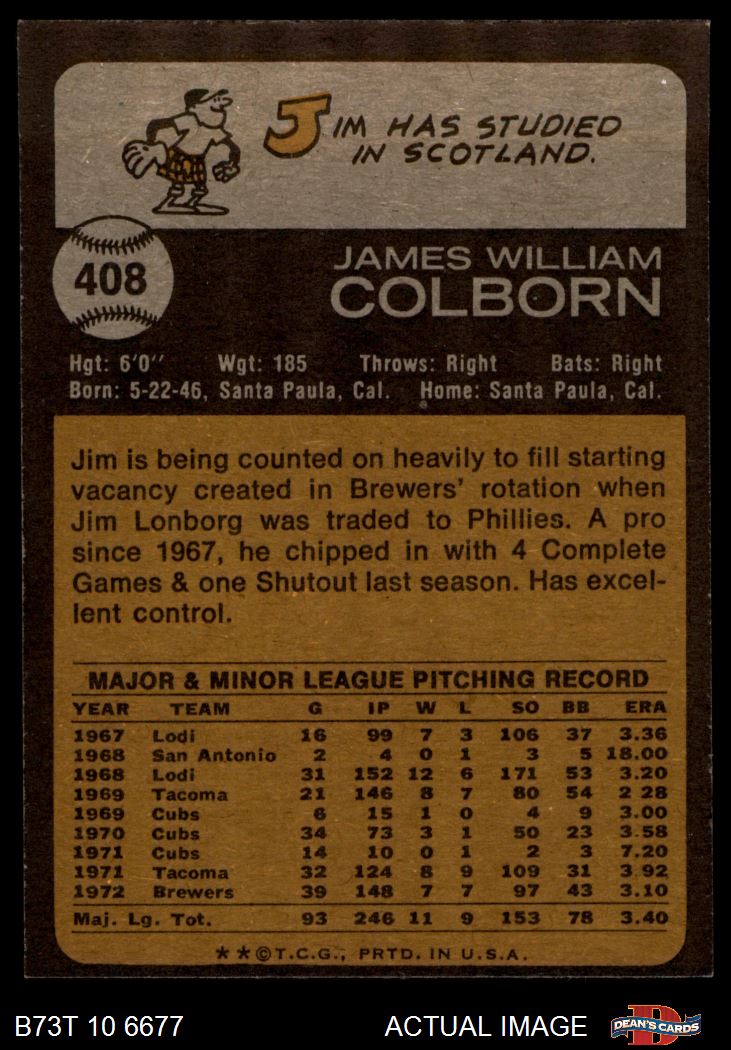 JIM HAS STUDIED
IN SCOTLAND.
408
JAMES WILLIAM
COLBORN
Hgt: 6'0" Wgt: 185 Throws: Right Bats: Right
Born: 5-22-46, Santa Paula, Cal. Home: Santa Paula, Cal.
Jim is being counted on heavily to fill starting
vacancy created in Brewers' rotation when
Jim Lonborg was traded to Phillies. A pro
since 1967, he chipped in with 4 Complete
Games & one Shutout last season. Has excel-
lent control.
MAJOR & MINOR LEAGUE PITCHING RECORD
YEAR TEAM G IP W L SO BB ERA
1967 Lodi 16 99 7 3 106 37 3.36
1968 San Antonio 2 4 0 1 3 5 18.00
1968 Lodi 31 152 12 6 171 53 3.20
1969 Tacoma 21 146 8 7 80 54 2 28
1969 Cubs 6 15 1 0 4 9 3.00
1970 Cubs 34 73 3 1 50 23 3.58
1971 Cubs 14 10 0 1 2 3 7.20
1971 Tacoma 32 124 8 9 109 31 3.92
1972 Brewers 39 148 7 7 97 43 3.10
Maj. Lg. Tot. 93 246 11 9 153 78 3.40
★★©T.C.G., PRTD. IN U.S.A.
B73T 10 6677 ACTUAL IMAGE DEAN'S CARDS